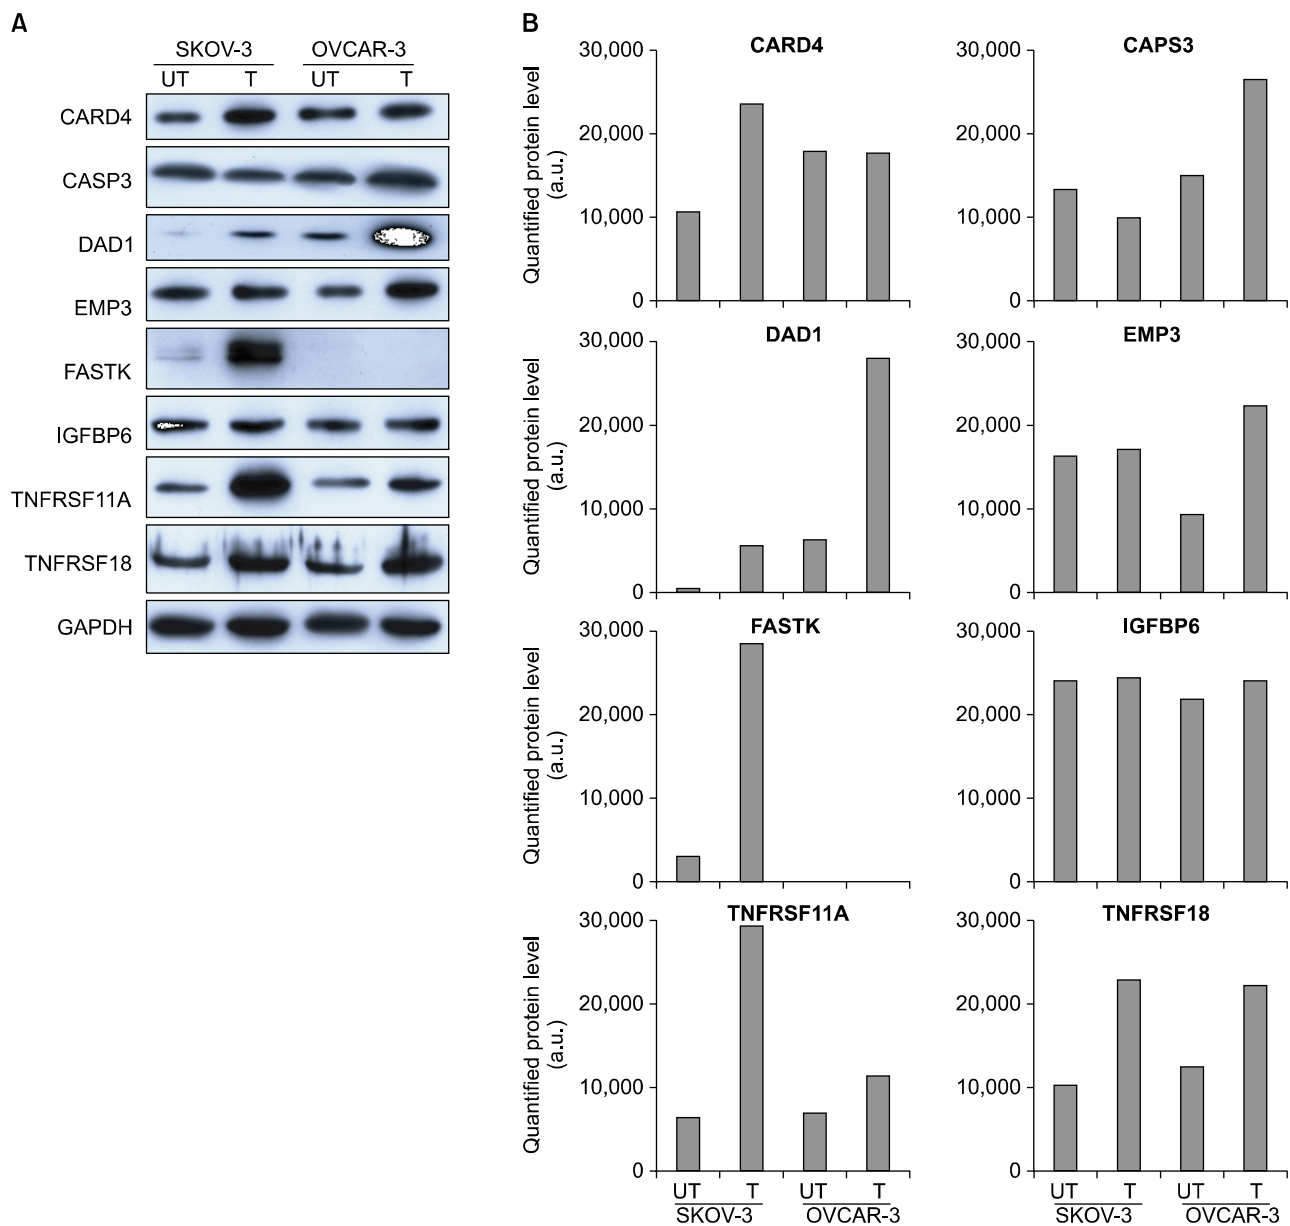 A
SKOV-3 OVCAR-3
UT T UT T
CARD4
CASP3
DAD1
EMP3
FASTK
IGFBP6
TNFRSF11A
TNFRSF18
GAPDH
B
CARD4
Quantified protein level
(a.u.)
30,000
20,000
10,000
0
CAPS3
30,000
20,000
10,000
0
DAD1
Quantified protein level
(a.u.)
30,000
20,000
10,000
0
EMP3
30,000
20,000
10,000
0
FASTK
Quantified protein level
(a.u.)
30,000
20,000
10,000
0
IGFBP6
30,000
20,000
10,000
0
TNFRSF11A
Quantified protein level
(a.u.)
30,000
20,000
10,000
0
UT T UT T
SKOV-3 OVCAR-3
TNFRSF18
30,000
20,000
10,000
0
UT T UT T
SKOV-3 OVCAR-3